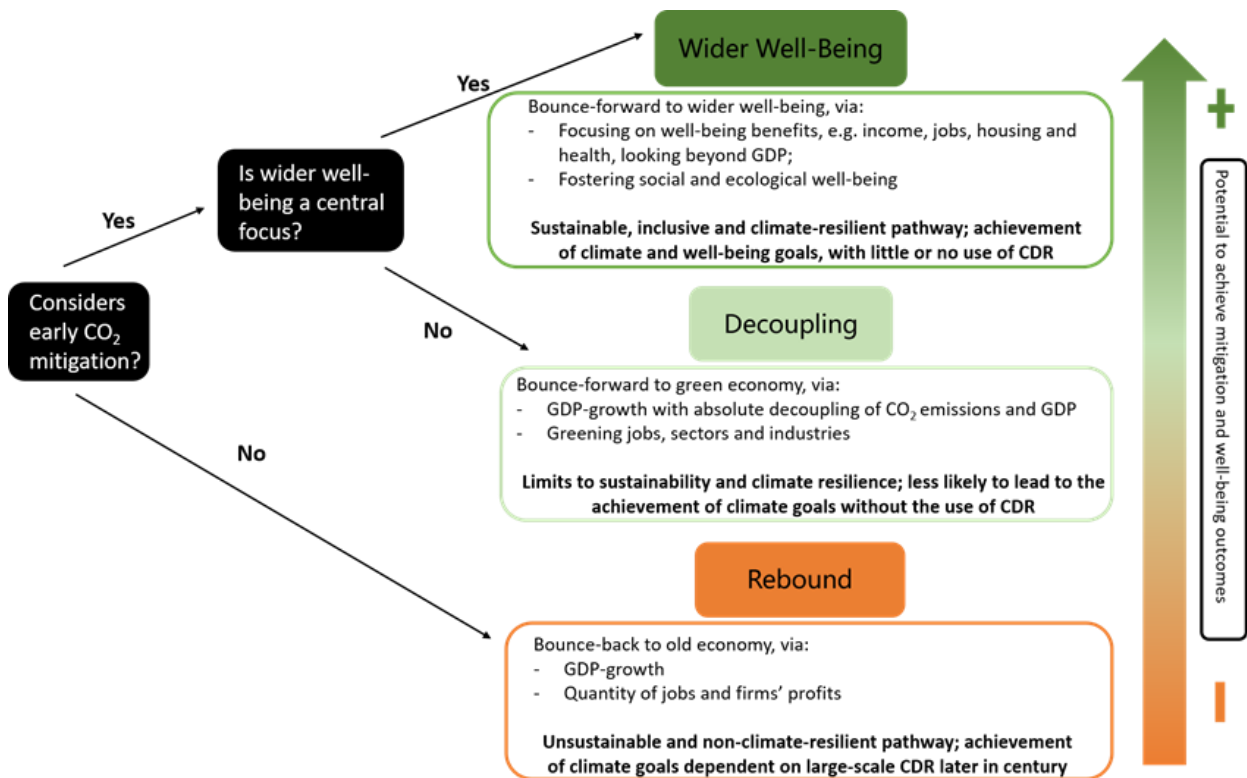 Wider Well-Being
Yes
Bounce-forward to wider well-being, via:
- Focusing on well-being benefits, e.g. income, jobs, housing and
health, looking beyond GDP;
- Fostering social and ecological well-being
Sustainable, inclusive and climate-resilient pathway; achievement
of climate and well-being goals, with little or no use of CDR
Is wider well-
being a central
focus?
Yes
Considers
early CO₂
mitigation?
No
Decoupling
Bounce-forward to green economy, via:
- GDP-growth with absolute decoupling of CO₂ emissions and GDP
- Greening jobs, sectors and industries
Limits to sustainability and climate resilience; less likely to lead to the
achievement of climate goals without the use of CDR
No
Rebound
Bounce-back to old economy, via:
- GDP-growth
- Quantity of jobs and firms’ profits
Unsustainable and non-climate-resilient pathway; achievement
of climate goals dependent on large-scale CDR later in century
+
Potential to achieve mitigation and well-being outcomes
-